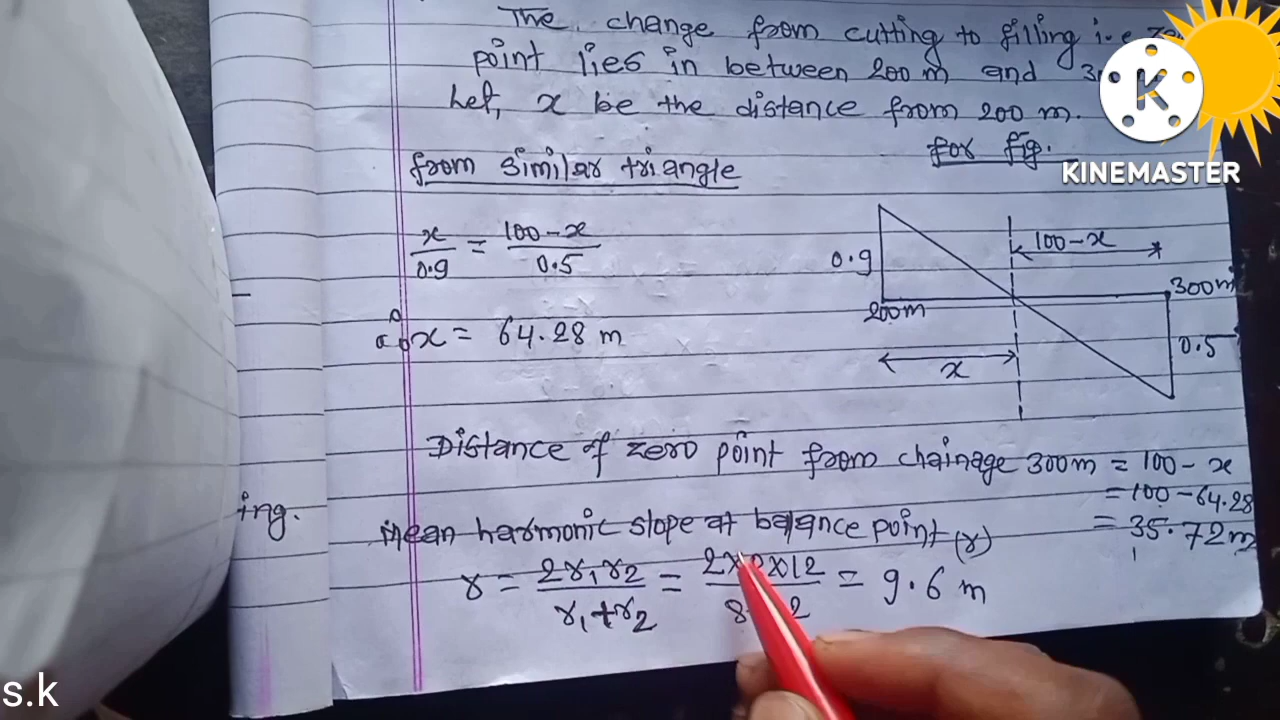 The change from cutting to filling i.e
point lies in between 200 m and
Let, x be the distance from 200 m.
for fig.
from similar triangle
K
KINEMASTER
x/0.9 = 100-x/0.5
∴ x = 64.28 m
0.9
100-x
200m
300m
0.5
x
Distance of zero point from chainage 300m = 100-x
= 100-64.28
= 35.72m
ing.
Mean harmonic slope at balance point (r)
r = 2r₁r₂/r₁+r₂ = = 9.6 m
s.k